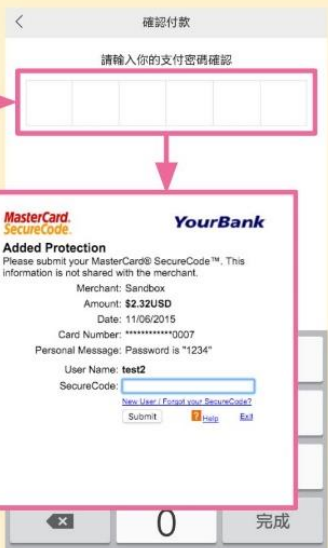 確認付款
請輸入你的支付密碼確認
MasterCard.
SecureCode.
YourBank
Added Protection
Please submit your MasterCard® SecureCode™. This
information is not shared with the merchant.
Merchant: Sandbox
Amount: $2.32USD
Date: 11/06/2015
Card Number: ************0007
Personal Message: Password is "1234"
User Name: test2
SecureCode:
New User / Forgot your SecureCode?
Submit ? Help Exit
0 完成